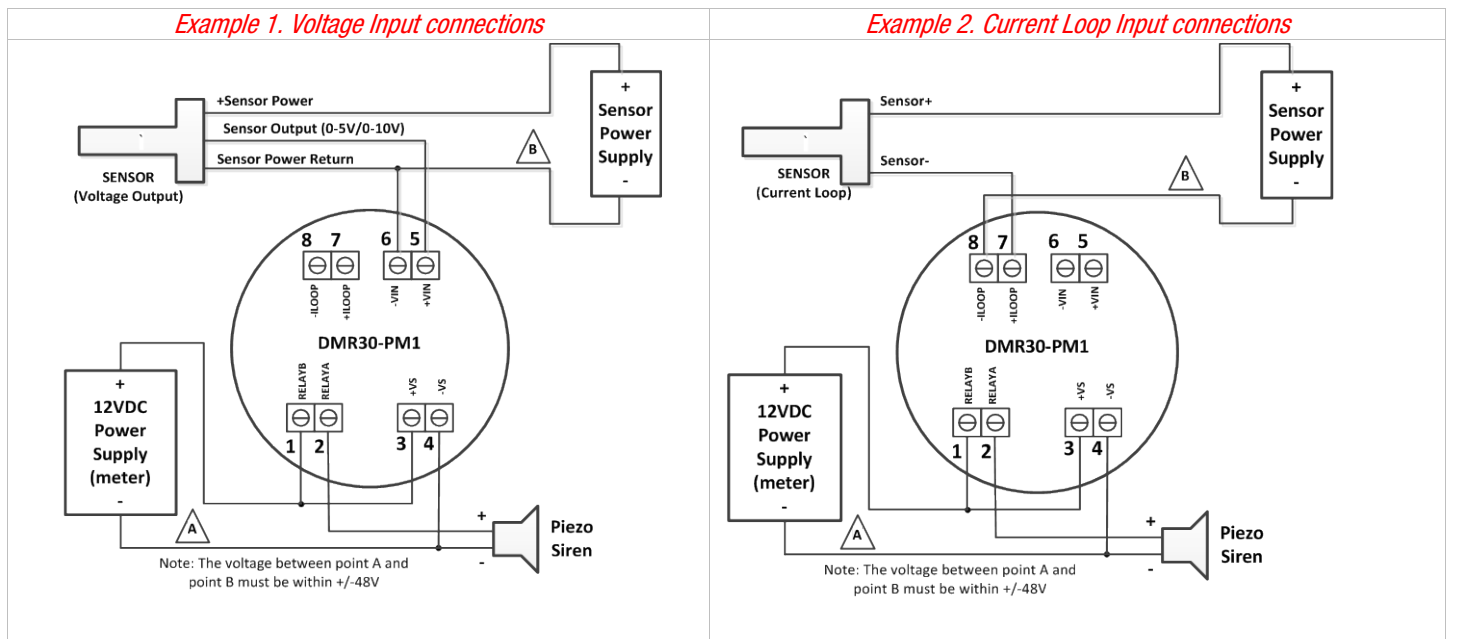 Example 1. Voltage Input connections
+Sensor Power
Sensor Output (0-5V/0-10V)
Sensor Power Return
SENSOR
(Voltage Output)
B
+
Sensor
Power
Supply
-
8 7 6 5
-ILOOP
+ILOOP
-VIN
+VIN
DMR30-PM1
RELAYB
RELAYA
+VS
-VS
1 2 3 4
+
12VDC
Power
Supply
(meter)
-
A
+
-
Piezo
Siren
Note: The voltage between point A and
point B must be within +/-48V
Example 2. Current Loop Input connections
Sensor+
Sensor-
SENSOR
(Current Loop)
B
+
Sensor
Power
Supply
-
8 7 6 5
-ILOOP
+ILOOP
-VIN
+VIN
DMR30-PM1
RELAYB
RELAYA
+VS
-VS
1 2 3 4
+
12VDC
Power
Supply
(meter)
-
A
+
-
Piezo
Siren
Note: The voltage between point A and
point B must be within +/-48V